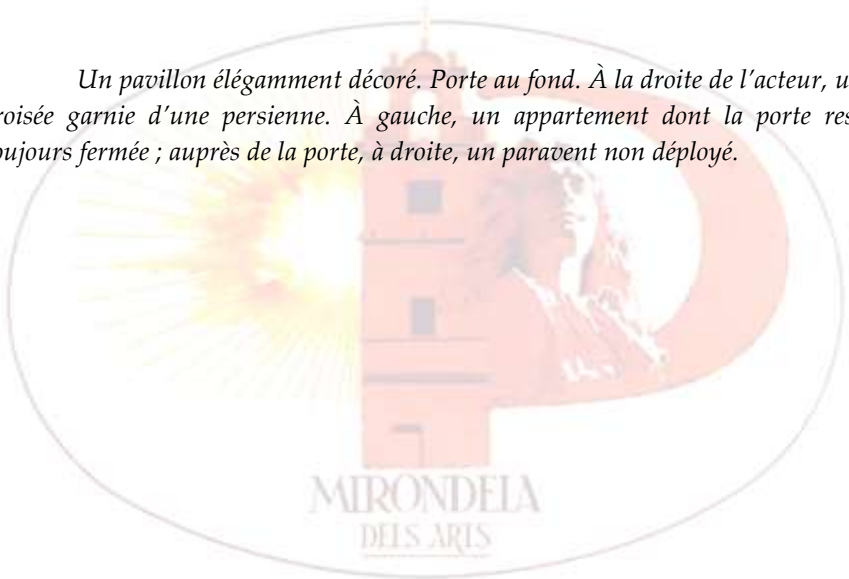 Un pavillon élégamment décoré. Porte au fond. À la droite de l’acteur, u
roisée garnie d’une persienne. À gauche, un appartement dont la porte res
oujours fermée ; auprès de la porte, à droite, un paravent non déployé.
MIRONDELA
DELS ARTS